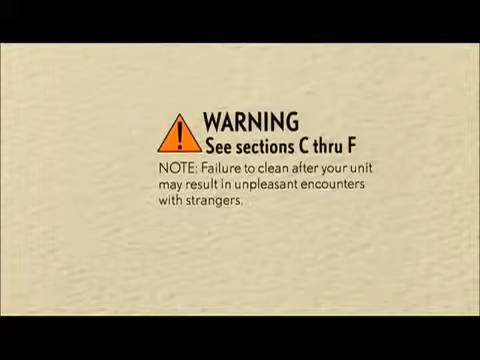 WARNING
See sections C thru F
NOTE: Failure to clean after your unit
may result in unpleasant encounters
with strangers.